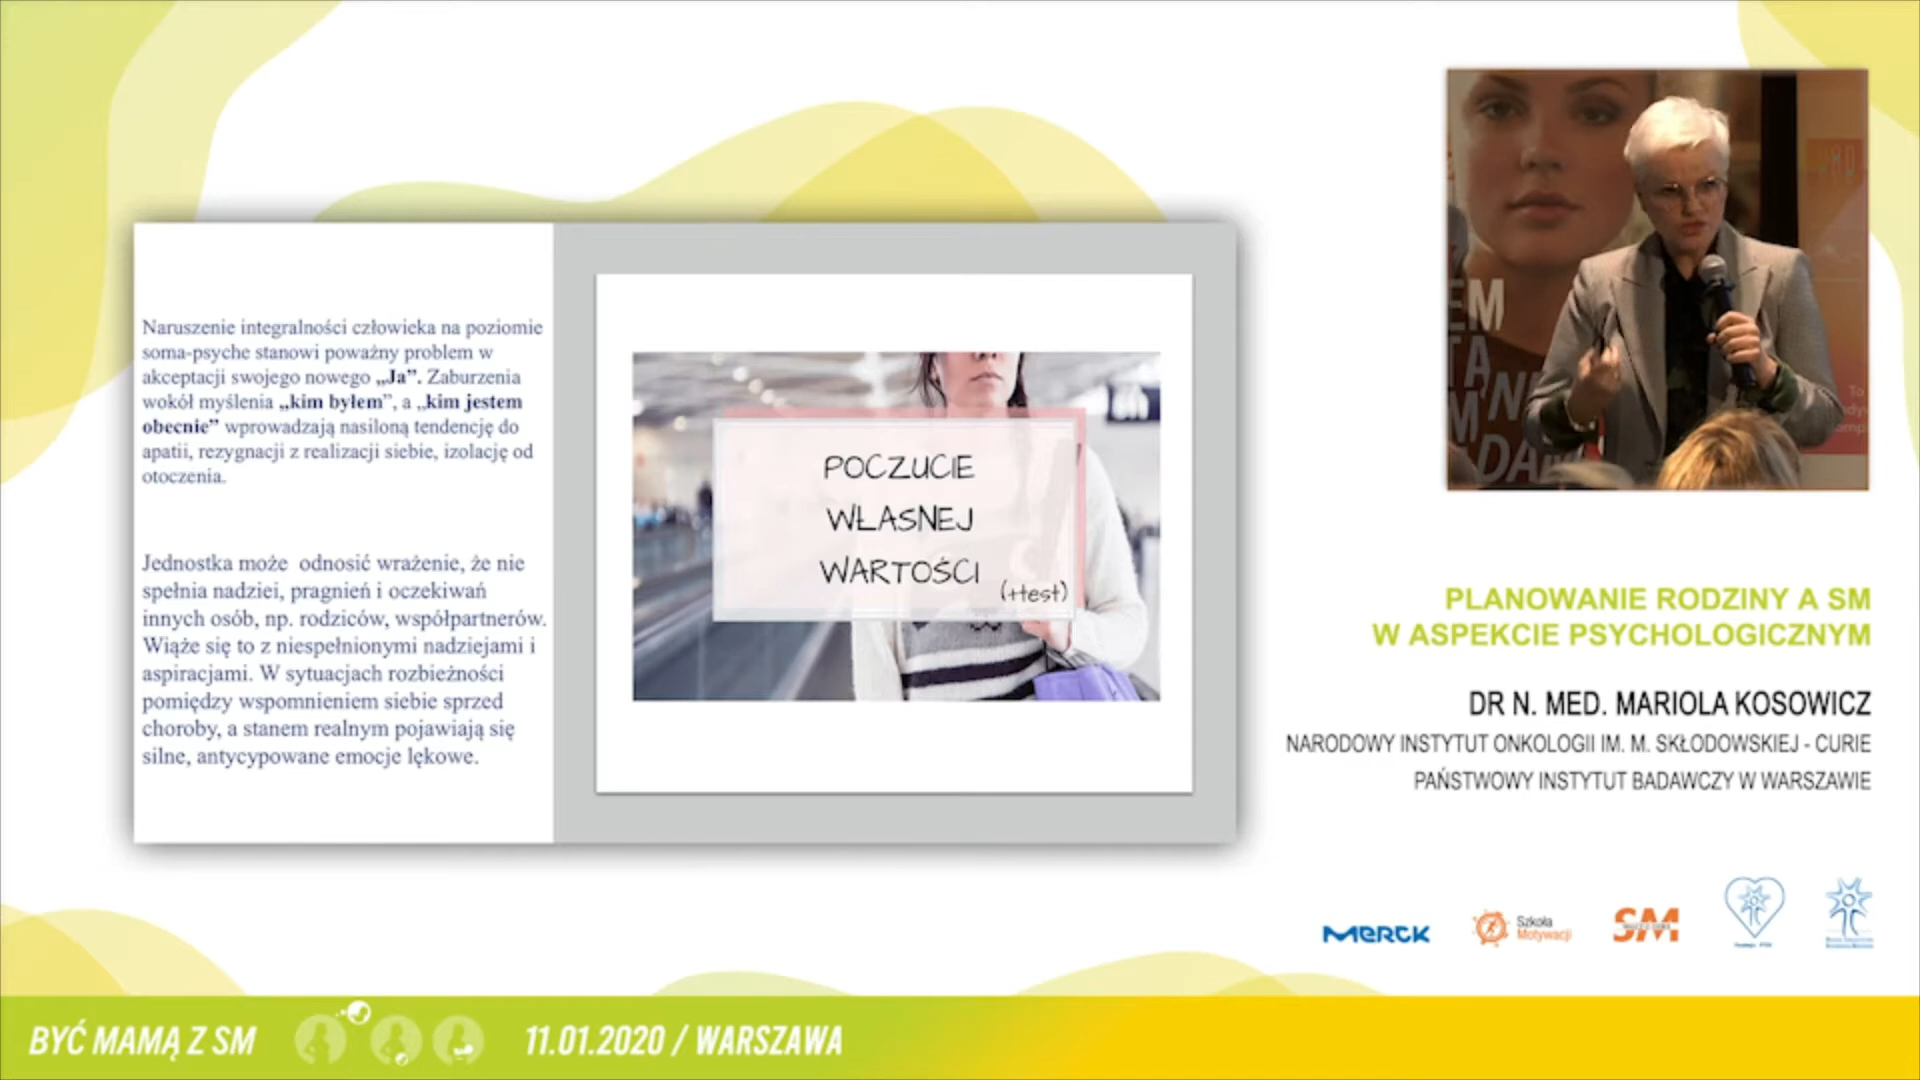 Naruszenie integralności człowieka na poziomie
soma-psyche stanowi poważny problem w
akceptacji swojego nowego „Ja”. Zaburzenia
wokół myślenia „kim byłem”, a „kim jestem
obecnie” wprowadzają nasiloną tendencję do
apatii, rezygnacji z realizacji siebie, izolację od
otoczenia.
Jednostka może odnosić wrażenie, że nie
spełnia nadziei, pragnień i oczekiwań
innych osób, np. rodziców, współpartnerów.
Wiąże się to z niespełnionymi nadziejami i
aspiracjami. W sytuacjach rozbieżności
pomiędzy wspomnieniem siebie sprzed
choroby, a stanem realnym pojawiają się
silne, antycypowane emocje lękowe.
POCZUCIE
WŁASNEJ
WARTOŚCI
(+test)
PLANOWANIE RODZINY A SM
W ASPEKCIE PSYCHOLOGICZNYM
DR N. MED. MARIOLA KOSOWICZ
NARODOWY INSTYTUT ONKOLOGII IM. M. SKŁODOWSKIEJ - CURIE
PAŃSTWOWY INSTYTUT BADAWCZY W WARSZAWIE
MERCK
Szkoła
Motywacji
SM
BYĆ MAMĄ Z SM
11.01.2020 / WARSZAWA